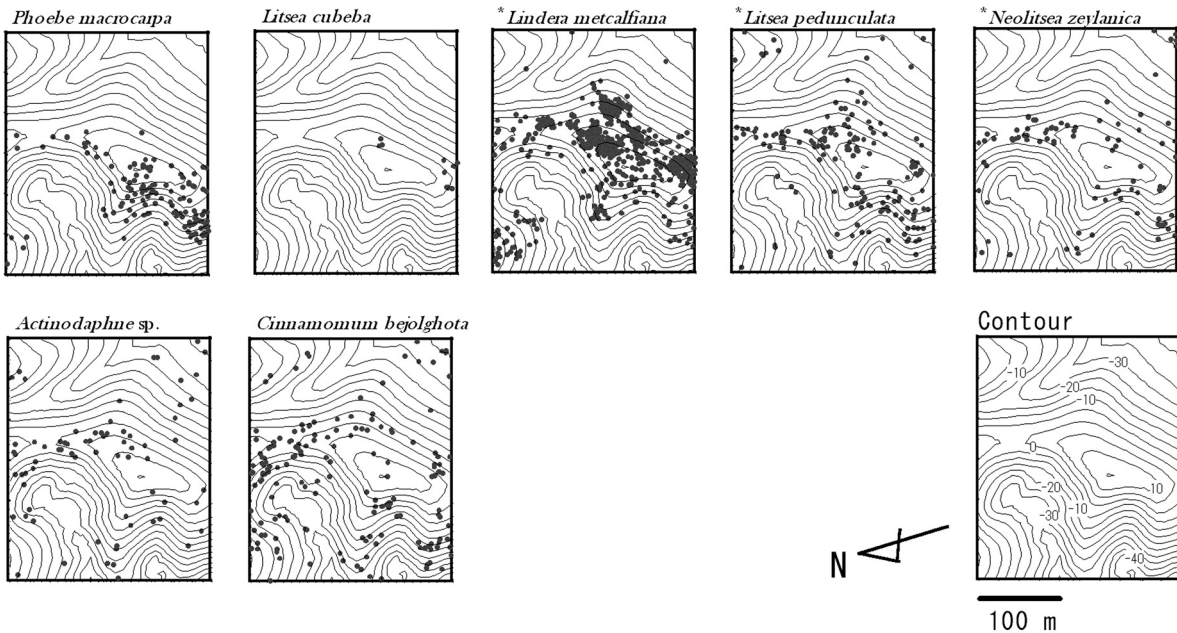 Phoebe macrocarpa
Litsea cubeba
*Lindera metcalfiana
*Litsea pedunculata
*Neolitsea zeylanica
Actinodaphne sp.
Cinnamomum bejolghota
Contour
-30
-10
-20
-10
0
-20
10
-10
-30
-40
N
100 m